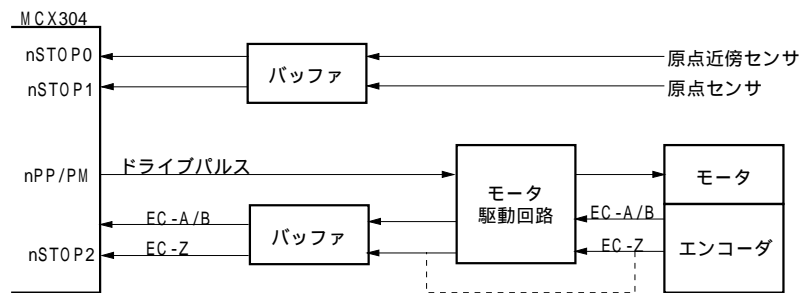 MCX304
nSTOP0
バッファ
原点近傍センサ
nSTOP1
原点センサ
nPP/PM
ドライブパルス
モータ
駆動回路
モータ
EC-A/B
バッファ
EC-A/B
nSTOP2
EC-Z
EC-Z
エンコーダ